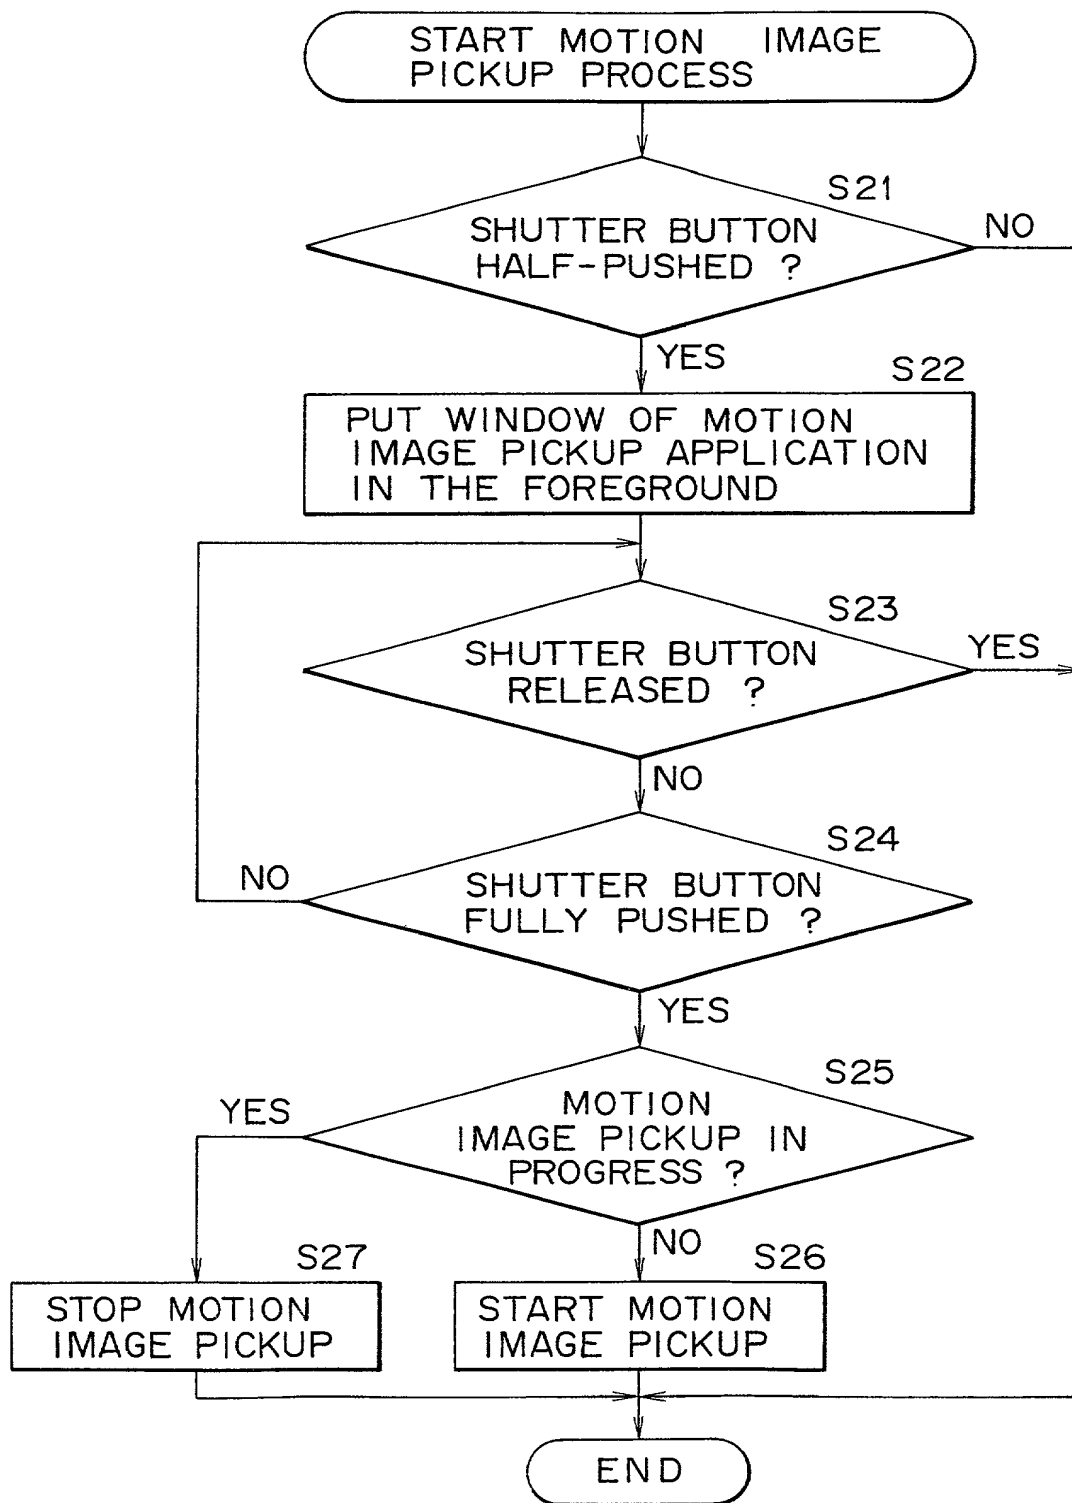 START MOTION IMAGE
PICKUP PROCESS
S21
SHUTTER BUTTON
HALF-PUSHED ?
NO
YES
S22
PUT WINDOW OF MOTION
IMAGE PICKUP APPLICATION
IN THE FOREGROUND
S23
SHUTTER BUTTON
RELEASED ?
YES
NO
S24
SHUTTER BUTTON
FULLY PUSHED ?
NO
YES
S25
MOTION
IMAGE PICKUP IN
PROGRESS ?
YES
NO
S27
STOP MOTION
IMAGE PICKUP
S26
START MOTION
IMAGE PICKUP
END